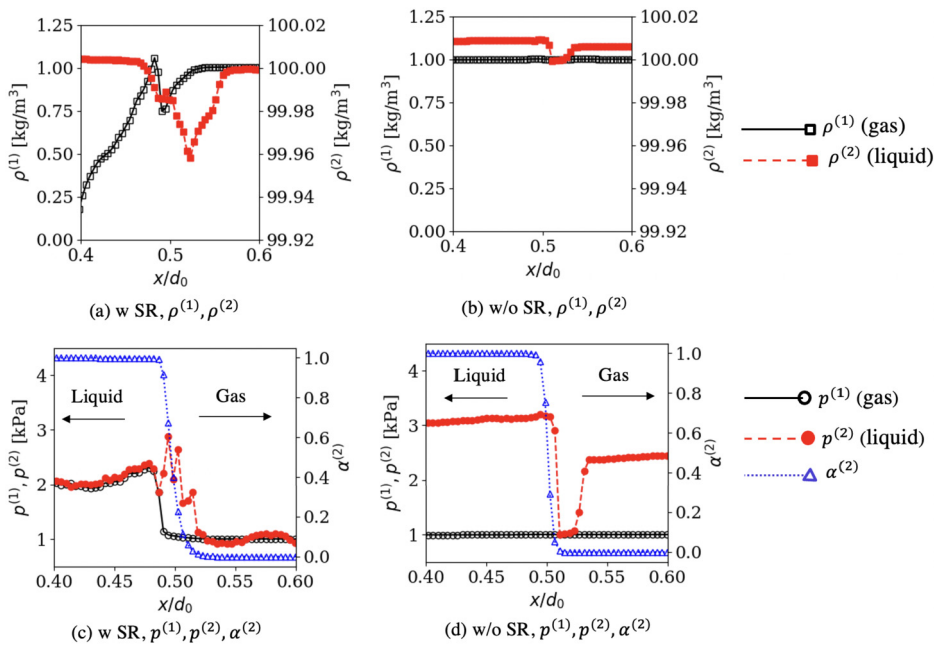 1.25
1.00
0.75
0.50
0.25
0.00
ρ⁽¹⁾ [kg/m³]
100.02
100.00
99.98
99.96
99.94
99.92
ρ⁽²⁾ [kg/m³]
0.4 0.5 0.6
x/d₀
(a) w SR, ρ⁽¹⁾, ρ⁽²⁾
1.25
1.00
0.75
0.50
0.25
0.00
ρ⁽¹⁾ [kg/m³]
100.02
100.00
99.98
99.96
99.94
99.92
ρ⁽²⁾ [kg/m³]
0.4 0.5 0.6
x/d₀
(b) w/o SR, ρ⁽¹⁾, ρ⁽²⁾
ρ⁽¹⁾ (gas)
ρ⁽²⁾ (liquid)
4
3
2
1
p⁽¹⁾, p⁽²⁾ [kPa]
Liquid Gas
1.0
0.8
0.6
0.4
0.2
0.0
α⁽²⁾
0.40 0.45 0.50 0.55 0.60
x/d₀
(c) w SR, p⁽¹⁾, p⁽²⁾, α⁽²⁾
4
3
2
1
p⁽¹⁾, p⁽²⁾ [kPa]
Liquid Gas
1.0
0.8
0.6
0.4
0.2
0.0
α⁽²⁾
0.40 0.45 0.50 0.55 0.60
x/d₀
(d) w/o SR, p⁽¹⁾, p⁽²⁾, α⁽²⁾
p⁽¹⁾ (gas)
p⁽²⁾ (liquid)
α⁽²⁾